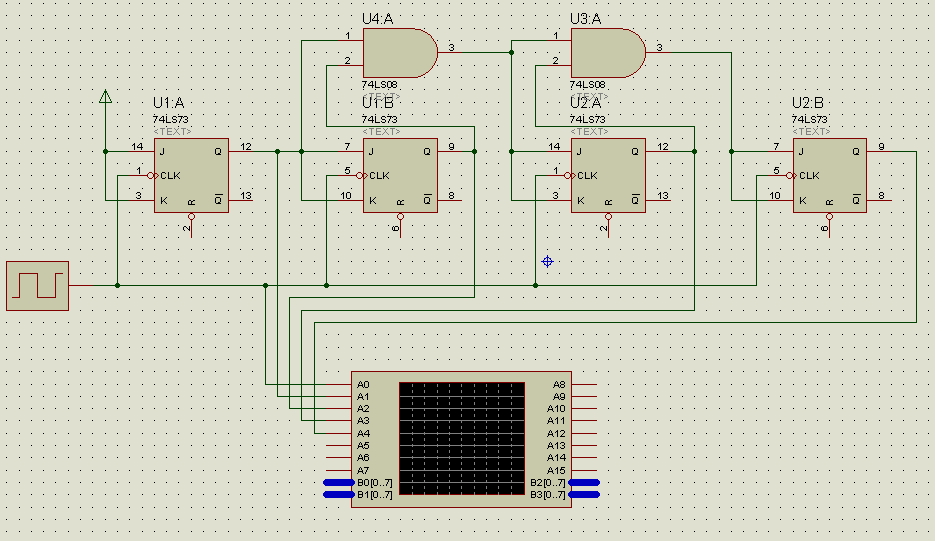 U4:A
U3:A
1
2
3
1
2
3
74LS08
<TEXT>
74LS08
<TEXT>
U1:A
74LS73
<TEXT>
U1:B
74LS73
<TEXT>
U2:A
74LS73
<TEXT>
U2:B
74LS73
<TEXT>
14 J Q 12
1 CLK
3 K Q 13
R
2
7 J Q 9
5 CLK
10 K Q 8
R
6
14 J Q 12
1 CLK
3 K Q 13
R
2
7 J Q 9
5 CLK
10 K Q 8
R
6
A0 A8
A1 A9
A2 A10
A3 A11
A4 A12
A5 A13
A6 A14
A7 A15
B0[0..7] B2[0..7]
B1[0..7] B3[0..7]